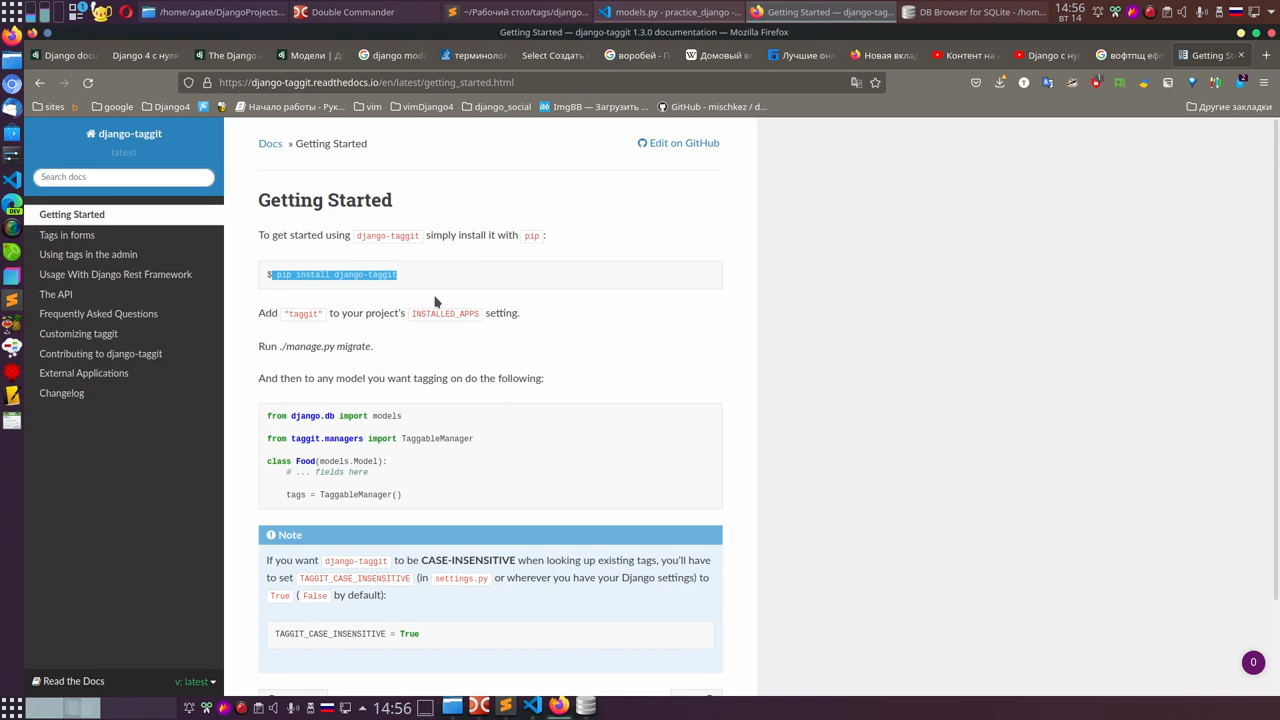 /home/agate/DjangoProjects...
Double Commander
~/Рабочий стол/tags/djang...
models.py - practice_django - ...
Getting Started — django-tag...
DB Browser for SQLite - /hom...
14:56
ВТ 14
Getting Started — django-taggit 1.3.0 documentation — Mozilla Firefox
Django docu
Django 4 с нуля
The Django
Модели | Дс
django mode
терминолог
Select Создать н
воробей - G
Домовый во
Лучшие онл
Новая вкла
Контент на
Django с ну
вофтпщ ефп
Getting Star
https://django-taggit.readthedocs.io/en/latest/getting_started.html
sites
b
google
Django4
Начало работы - Рук...
vim
vimDjango4
django_social
ImgBB — Загрузить ...
GitHub - mischkez / d...
Другие закладки
django-taggit
latest
Search docs
Getting Started
Tags in forms
Using tags in the admin
Usage With Django Rest Framework
The API
Frequently Asked Questions
Customizing taggit
Contributing to django-taggit
External Applications
Changelog
Read the Docs
v: latest
Docs » Getting Started
Edit on GitHub
Getting Started
To get started using django-taggit simply install it with pip:
$ pip install django-taggit
Add "taggit" to your project's INSTALLED_APPS setting.
Run ./manage.py migrate.
And then to any model you want tagging on do the following:
from django.db import models
from taggit.managers import TaggableManager
class Food(models.Model):
# ... fields here
tags = TaggableManager()
Note
If you want django-taggit to be CASE-INSENSITIVE when looking up existing tags, you'll have
to set TAGGIT_CASE_INSENSITIVE (in settings.py or wherever you have your Django settings) to
True ( False by default):
TAGGIT_CASE_INSENSITIVE = True
0
14:56